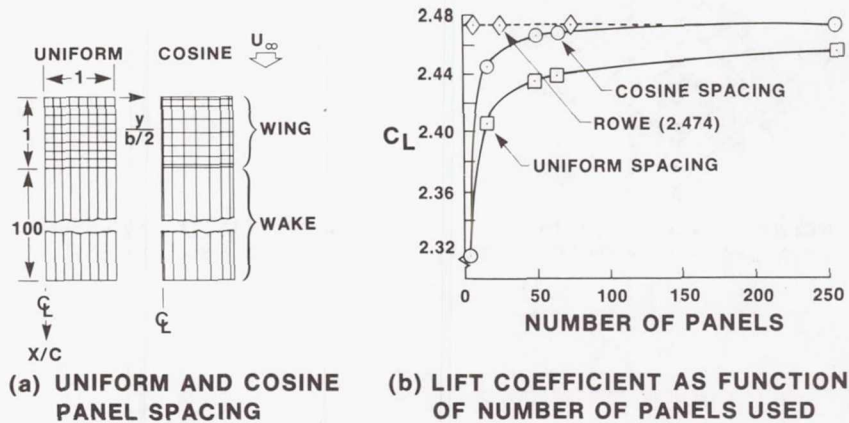 UNIFORM COSINE U∞
1
1
y
b/2
WING
100
WAKE
℄ ℄
X/C
(a) UNIFORM AND COSINE
PANEL SPACING
2.48
2.44
2.40
2.36
2.32
CL
COSINE SPACING
ROWE (2.474)
UNIFORM SPACING
0 50 100 150 200 250
NUMBER OF PANELS
(b) LIFT COEFFICIENT AS FUNCTION
OF NUMBER OF PANELS USED